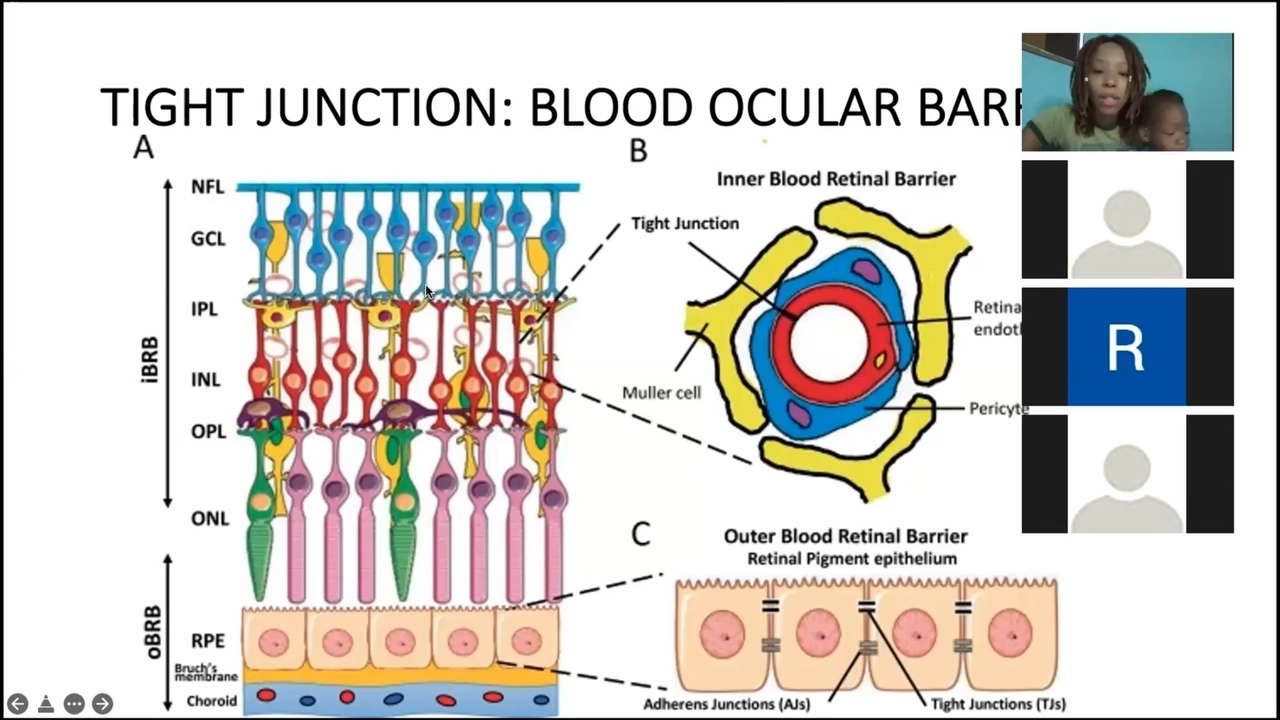 TIGHT JUNCTION: BLOOD OCULAR BARR
A
NFL
GCL
IPL
iBRB
INL
OPL
ONL
oBRB
RPE
Bruch's
membrane
Choroid
B
Inner Blood Retinal Barrier
Tight Junction
Retina
endot
Muller cell
Pericyte
C
Outer Blood Retinal Barrier
Retinal Pigment epithelium
Adherens Junctions (AJs)
Tight Junctions (TJs)
R